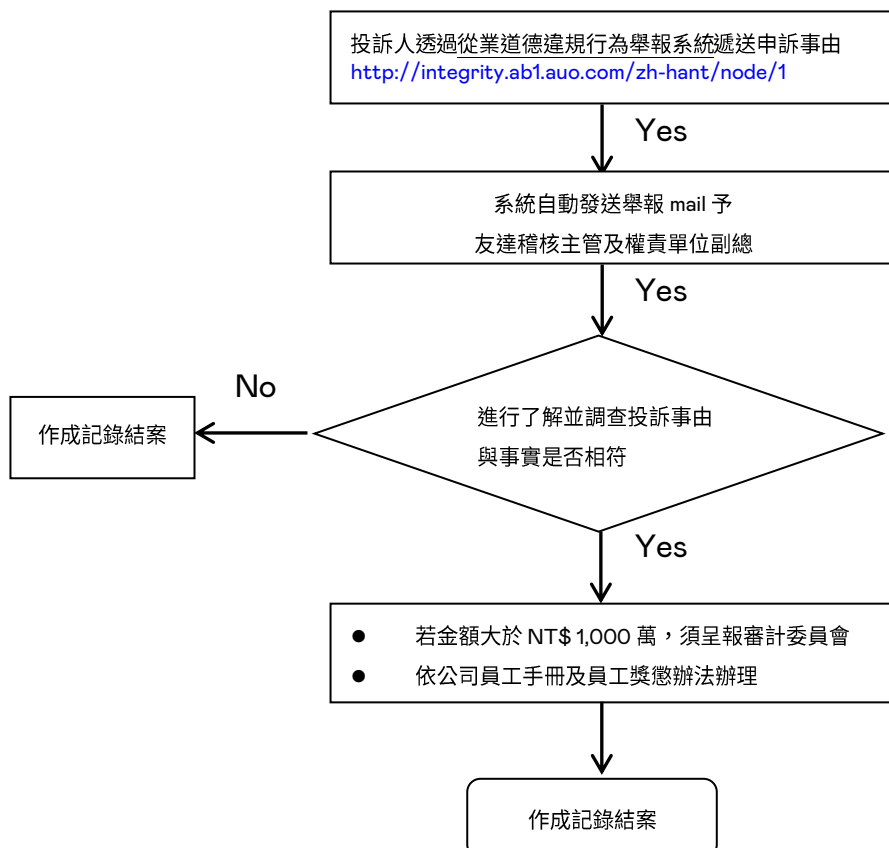 投訴人透過從業道德違規行為舉報系統遞送申訴事由
http://integrity.ab1.auo.com/zh-hant/node/1
Yes
系統自動發送舉報 mail 予
友達稽核主管及權責單位副總
Yes
No
進行了解並調查投訴事由
與事實是否相符
作成記錄結案
Yes
● 若金額大於 NT$ 1,000 萬，須呈報審計委員會
● 依公司員工手冊及員工獎懲辦法辦理
作成記錄結案